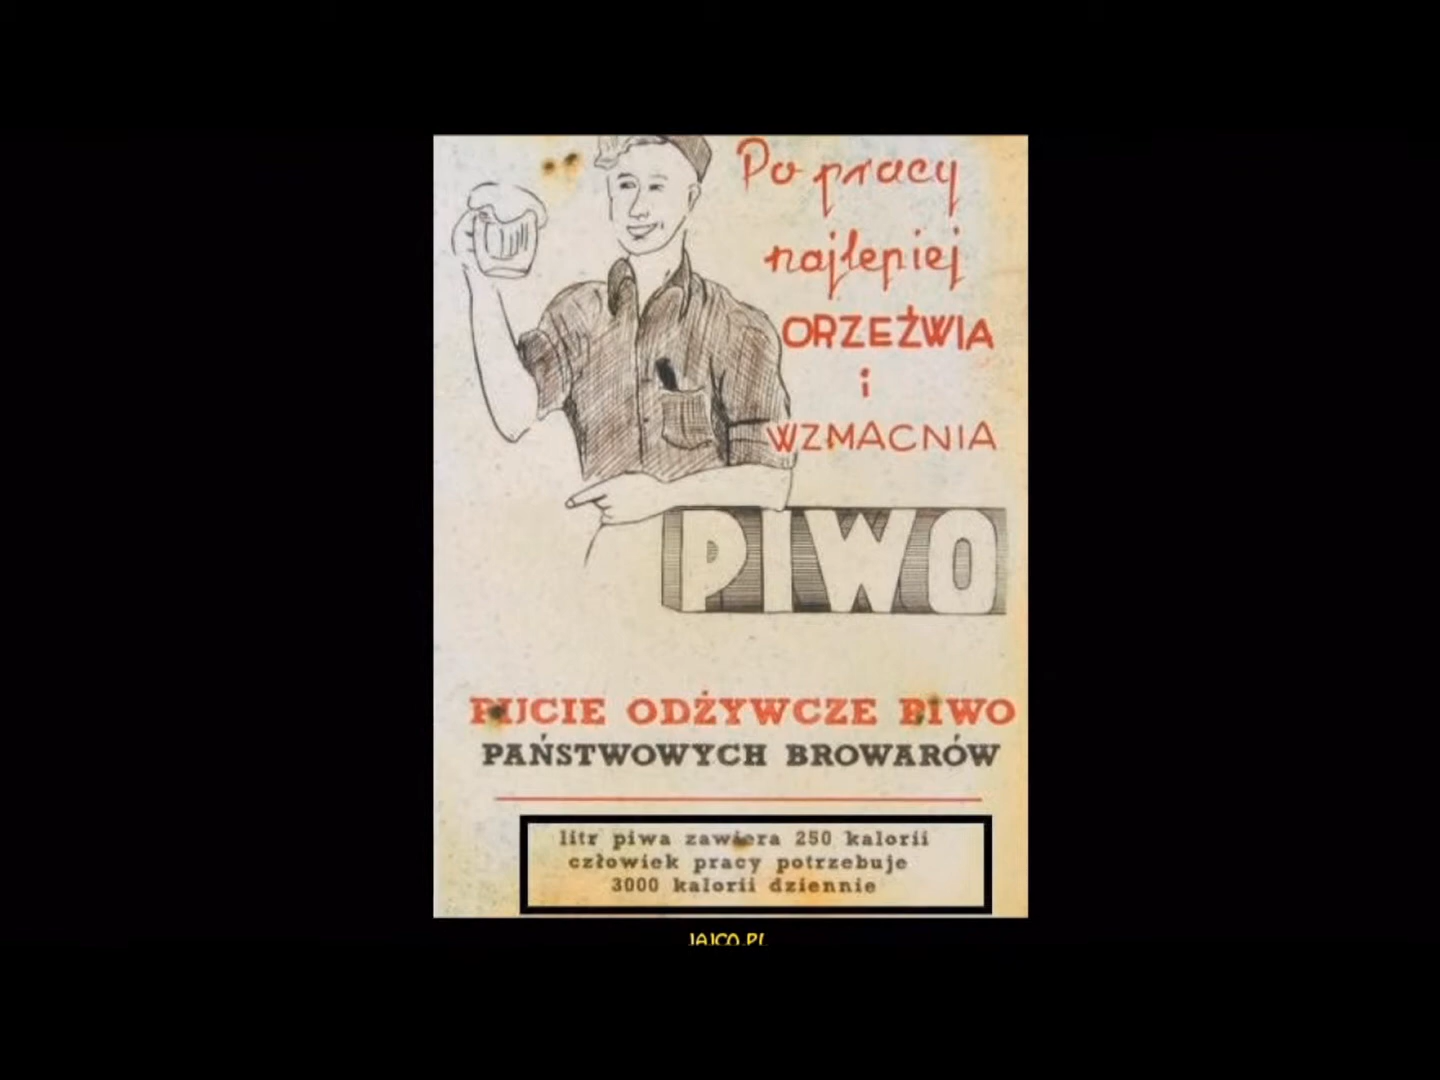 Po pracy
najlepiej
ORZEŹWIA
i
WZMACNIA
PIWO
PIJCIE ODŻYWCZE PIWO
PAŃSTWOWYCH BROWARÓW
litr piwa zawiera 250 kalorii
człowiek pracy potrzebuje
3000 kalorii dziennie
JAJCO.PL